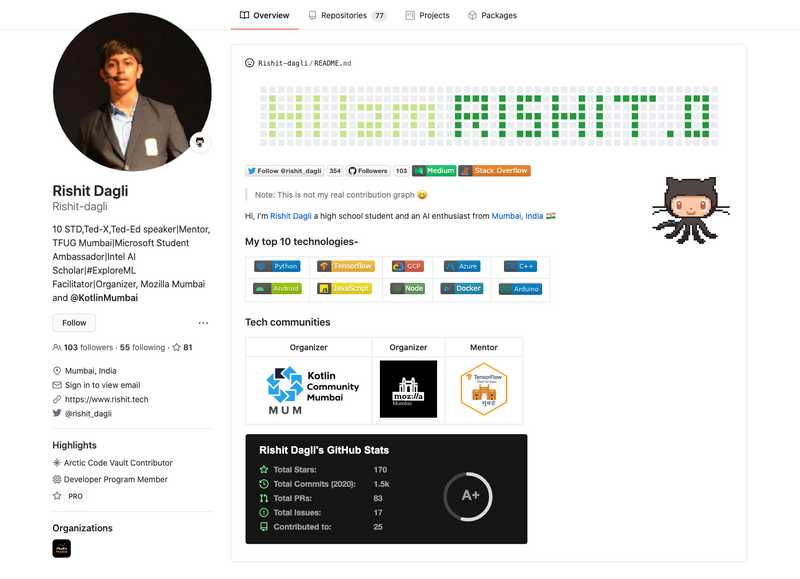 Overview
Repositories 77
Projects
Packages
Rishit Dagli
Rishit-dagli
10 STD,Ted-X,Ted-Ed speaker|Mentor,
TFUG Mumbai|Microsoft Student
Ambassador|Intel AI
Scholar|#ExploreML
Facilitator|Organizer, Mozilla Mumbai
and @KotlinMumbai
Follow
103 followers · 55 following · 81
Mumbai, India
Sign in to view email
https://www.rishit.tech
@rishit_dagli
Highlights
Arctic Code Vault Contributor
Developer Program Member
PRO
Organizations
Rishit-dagli/README.md
HI I am RISHIT.D
Follow @rishit_dagli 354 Followers 103 Medium Stack Overflow
Note: This is not my real contribution graph 😄
Hi, I'm Rishit Dagli a high school student and an AI enthusiast from Mumbai, India 🇮🇳
My top 10 technologies-
Python Tensorflow GCP Azure C++
Android JavaScript Node Docker Arduino
Tech communities
Organizer Organizer Mentor
Kotlin
Community
Mumbai
MUM
moz://a
Mumbai
TensorFlow
मुंबई
Rishit Dagli's GitHub Stats
Total Stars: 170
Total Commits (2020): 1.5k
Total PRs: 83
Total Issues: 17
Contributed to: 25
A+